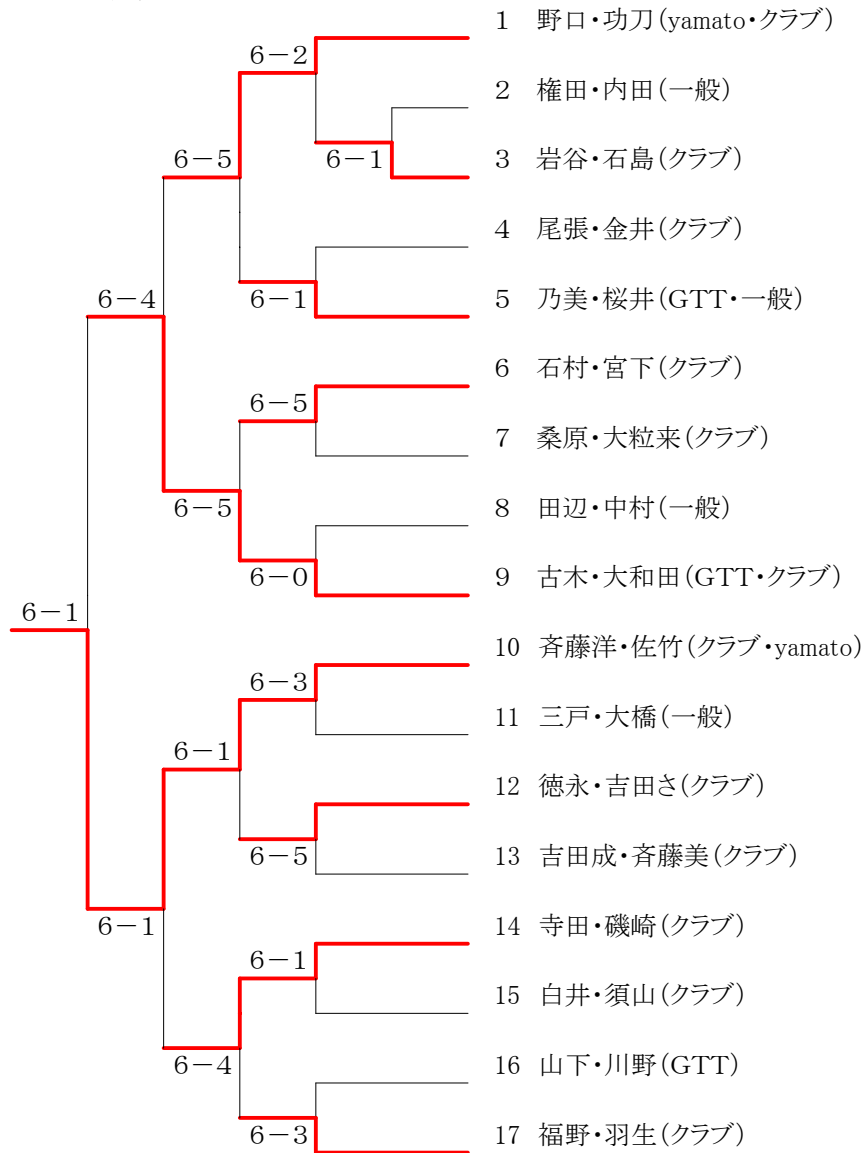 1 野口・功刀(yamato・クラブ)
6－2
2 権田・内田(一般)
6－5
6－1
3 岩谷・石島(クラブ)
4 尾張・金井(クラブ)
6－4
6－1
5 乃美・桜井(GTT・一般)
6 石村・宮下(クラブ)
6－5
7 桑原・大粒来(クラブ)
6－5
8 田辺・中村(一般)
6－0
9 古木・大和田(GTT・クラブ)
6－1
10 斉藤洋・佐竹(クラブ・yamato)
6－3
11 三戸・大橋(一般)
6－1
12 徳永・吉田さ(クラブ)
6－5
13 吉田成・斉藤美(クラブ)
6－1
14 寺田・磯崎(クラブ)
6－1
15 白井・須山(クラブ)
6－4
16 山下・川野(GTT)
6－3
17 福野・羽生(クラブ)